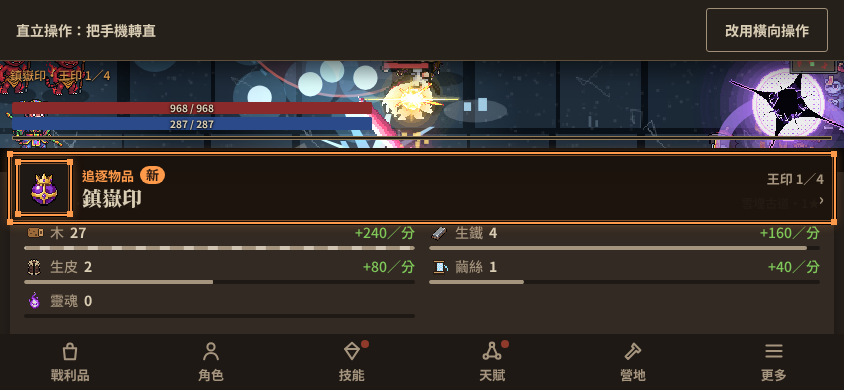 直立操作：把手機轉直
改用橫向操作
鎮嶽印・王印 1／4
968 / 968
287 / 287
追逐物品 新
鎮嶽印
王印 1／4
木 27 +240／分
生鐵 4 +160／分
生皮 2 +80／分
繭絲 1 +40／分
靈魂 0
戰利品
角色
技能
天賦
營地
更多